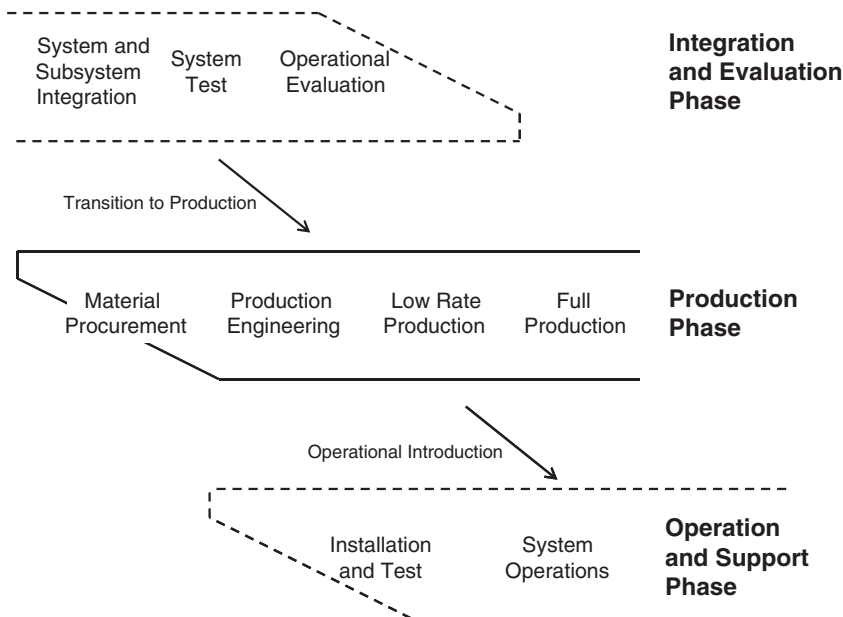 System and
Subsystem
Integration
System
Test
Operational
Evaluation
Integration
and Evaluation
Phase
Transition to Production
Material
Procurement
Production
Engineering
Low Rate
Production
Full
Production
Production
Phase
Operational Introduction
Installation
and Test
System
Operations
Operation
and Support
Phase